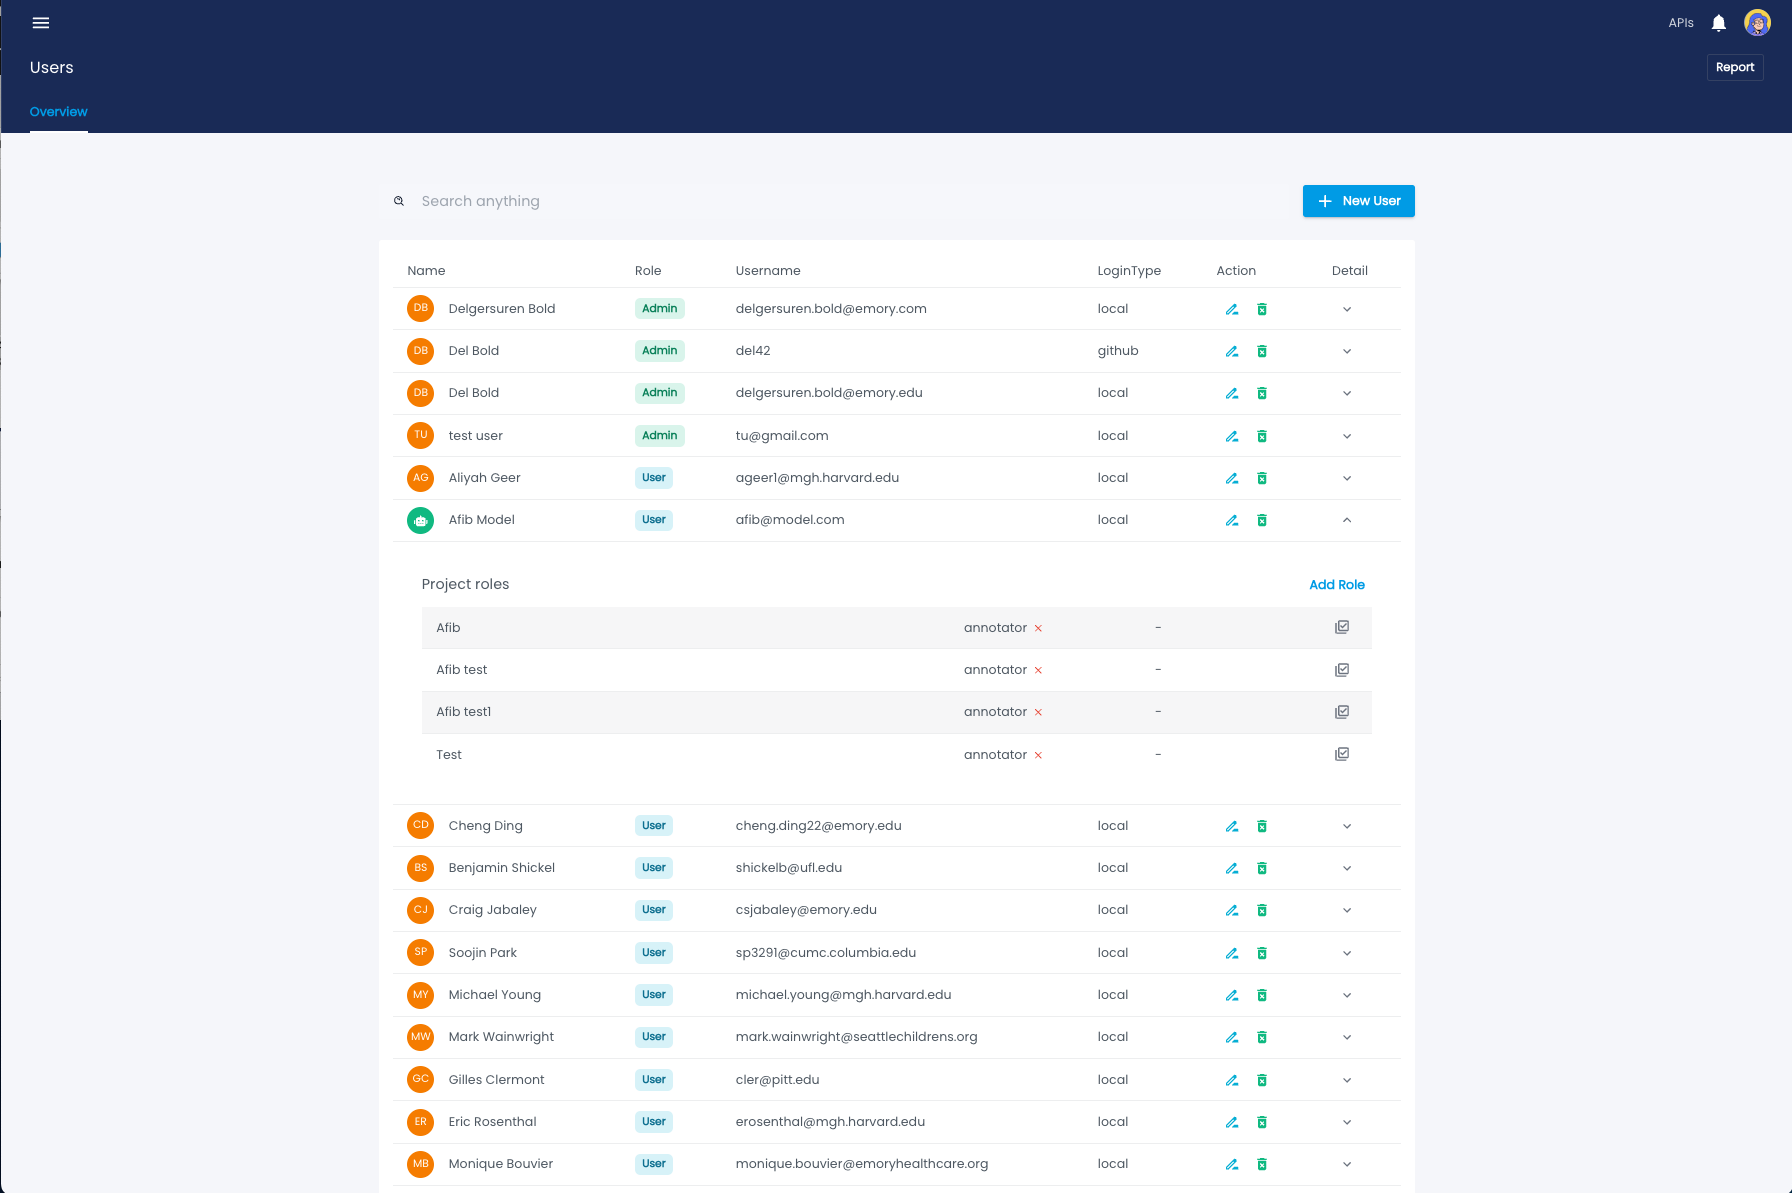 APIs
Users
Report
Overview
Search anything
New User
Name Role Username LoginType Action Detail
DB Delgersuren Bold Admin delgersuren.bold@emory.com local
DB Del Bold Admin del42 github
DB Del Bold Admin delgersuren.bold@emory.edu local
TU test user Admin tu@gmail.com local
AG Aliyah Geer User ageer1@mgh.harvard.edu local
Afib Model User afib@model.com local
Project roles Add Role
Afib annotator -
Afib test annotator -
Afib test1 annotator -
Test annotator -
CD Cheng Ding User cheng.ding22@emory.edu local
BS Benjamin Shickel User shickelb@ufl.edu local
CJ Craig Jabaley User csjabaley@emory.edu local
SP Soojin Park User sp3291@cumc.columbia.edu local
MY Michael Young User michael.young@mgh.harvard.edu local
MW Mark Wainwright User mark.wainwright@seattlechildrens.org local
GC Gilles Clermont User cler@pitt.edu local
ER Eric Rosenthal User erosenthal@mgh.harvard.edu local
MB Monique Bouvier User monique.bouvier@emoryhealthcare.org local